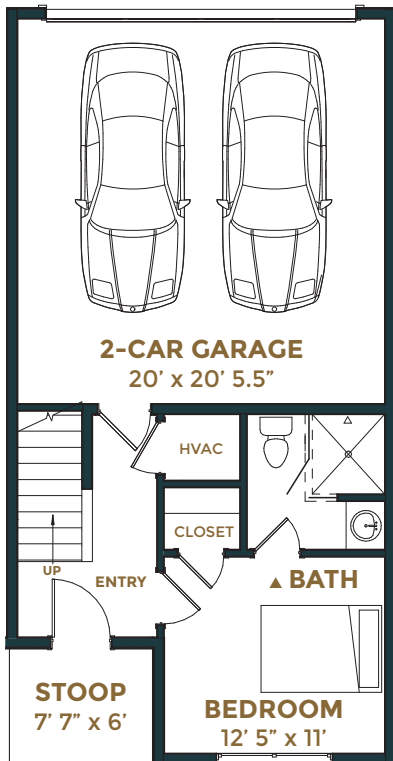 2-CAR GARAGE
20’ x 20’ 5.5”
HVAC
CLOSET
UP
ENTRY
▲ BATH
STOOP
7’ 7” x 6’
BEDROOM
12’ 5” x 11’